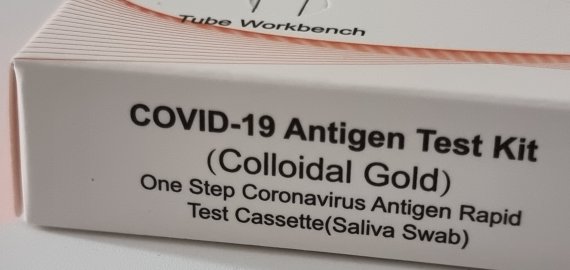 Tube Workbench
COVID-19 Antigen Test Kit
(Colloidal Gold)
One Step Coronavirus Antigen Rapid
Test Cassette(Saliva Swab)